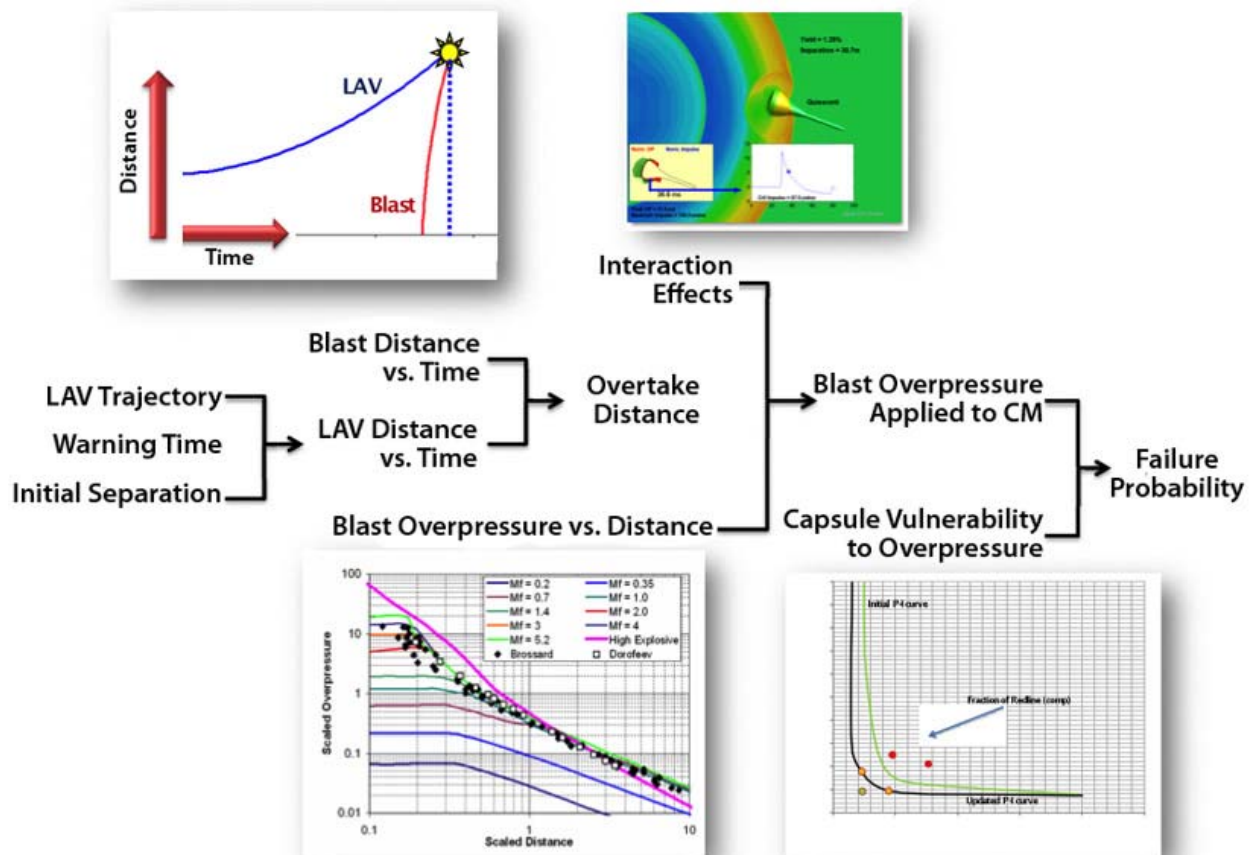 Distance
LAV
Blast
Time
Yield = 1.28%
Quiescent
Interaction
Effects
Blast Distance
vs. Time
LAV Trajectory
Warning Time
Initial Separation
LAV Distance
vs. Time
Overtake
Distance
Blast Overpressure
Applied to CM
Failure
Probability
Blast Overpressure vs. Distance
Capsule Vulnerability
to Overpressure
Scaled Overpressure
100
10
1
0.1
0.01
Mf = 0.2
Mf = 0.35
Mf = 0.7
Mf = 1.0
Mf = 1.4
Mf = 2.0
Mf = 3
Mf = 4
Mf = 5.2
High Explosive
Brossard
Dorofeev
0.1
1
10
Scaled Distance
Initial P-I curve
Fraction of Redline (comp)
Updated P-I curve